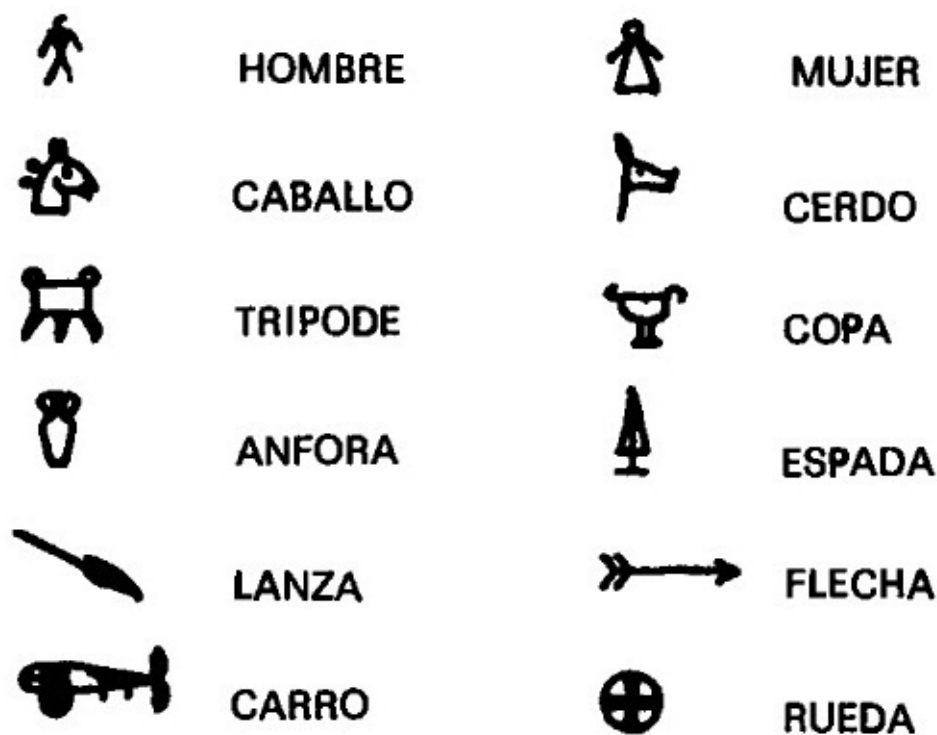 HOMBRE MUJER
CABALLO CERDO
TRIPODE COPA
ANFORA ESPADA
LANZA FLECHA
CARRO RUEDA